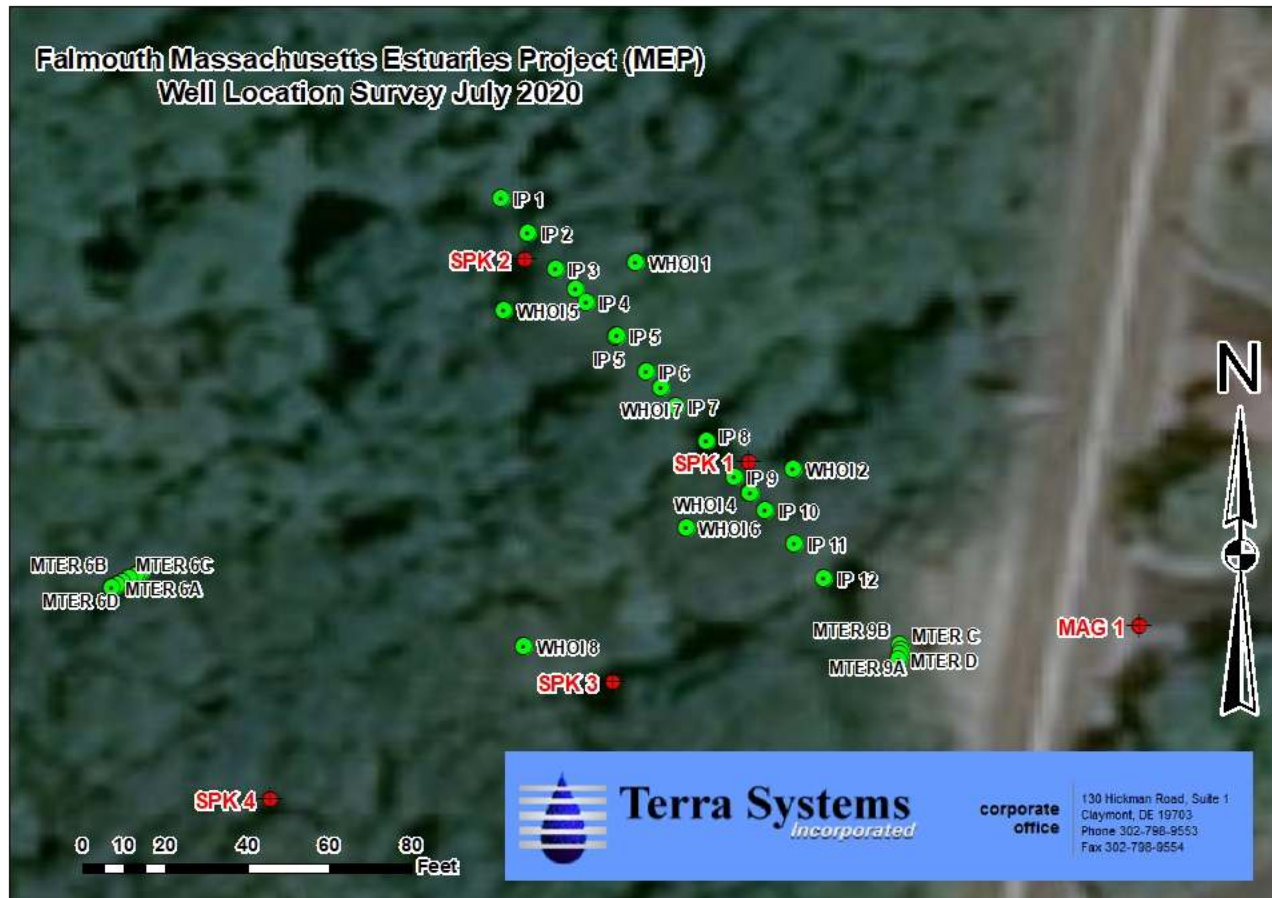 Falmouth Massachusetts Estuaries Project (MEP)
Well Location Survey July 2020
IP 1
IP 2
SPK 2
IP 3
WHOI 1
IP 4
WHOI 5
IP 5
IP 5
IP 6
WHOI 7
IP 7
IP 8
SPK 1
WHOI 2
IP 9
WHOI 4
IP 10
WHOI 6
IP 11
IP 12
MTER 6B
MTER 6C
MTER 6D
MTER 6A
MTER 9B
MTER C
MTER 9A
MTER D
MAG 1
WHOI 8
SPK 3
SPK 4
N
0 10 20 40 60 80
Feet
Terra Systems
Incorporated
corporate
office
130 Hickman Road, Suite 1
Claymont, DE 19703
Phone 302-798-9553
Fax 302-798-9554